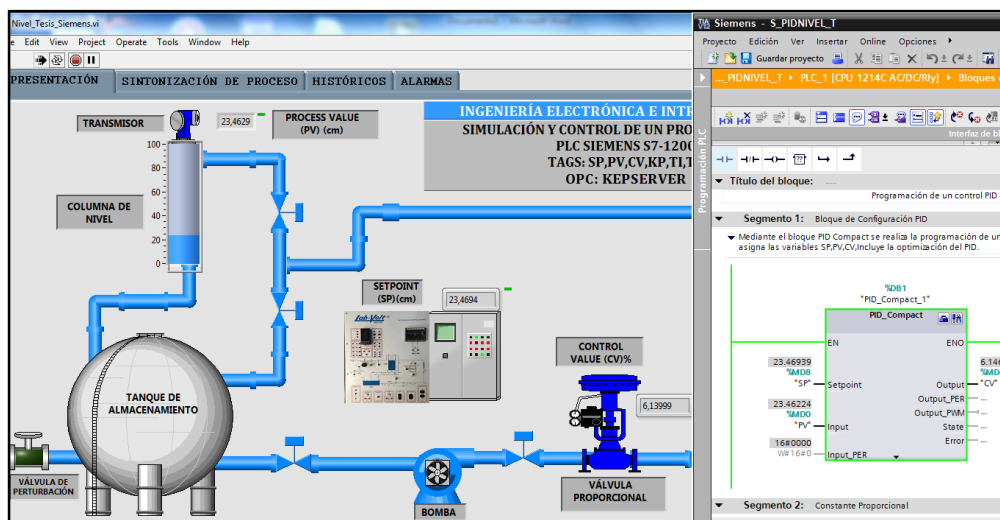 Nivel_Tesis_Siemens.vi
e Edit View Project Operate Tools Window Help
PRESENTACIÓN
SINTONIZACIÓN DE PROCESO
HISTÓRICOS
ALARMAS
INGENIERÍA ELECTRÓNICA E INTR
SIMULACIÓN Y CONTROL DE UN PRO
PLC SIEMENS S7-120
TAGS: SP,PV,CV,KP,TI,T
OPC: KEPSERVER
TRANSMISOR
23,4629
PROCESS VALUE
(PV) (cm)
100
80
60
40
20
0
COLUMNA DE
NIVEL
SETPOINT
(SP)(cm)
23,4694
Lab-Volt
CONTROL
VALUE (CV)%
6,13999
TANQUE DE
ALMACENAMIENTO
VÁLVULA DE
PERTURBACIÓN
BOMBA
VÁLVULA
PROPORCIONAL
Siemens - S_PIDNIVEL_T
Proyecto Edición Ver Insertar Online Opciones
Guardar proyecto
..._PIDNIVEL_T PLC_1 [CPU 1214C AC/DC/Rly] Bloques
Interfaz de bl
Programación PLC
Título del bloque: .....
Programación de un control PID
Segmento 1: Bloque de Configuración PID
Mediante el bloque PID Compact se realiza la programación de un
asigna las variables SP,PV,CV,Incluye la optimización del PID.
%DB1
"PID_Compact_1"
PID_Compact
EN ENO
23.46939
%MD8
"SP" Setpoint
6.146
%MD
Output "CV"
Output_PER ...
23.46224
%MD0
"PV" Input
Output_PWM ...
State ...
Error ...
16#0000
W#16#0 Input_PER
Segmento 2: Constante Proporcional